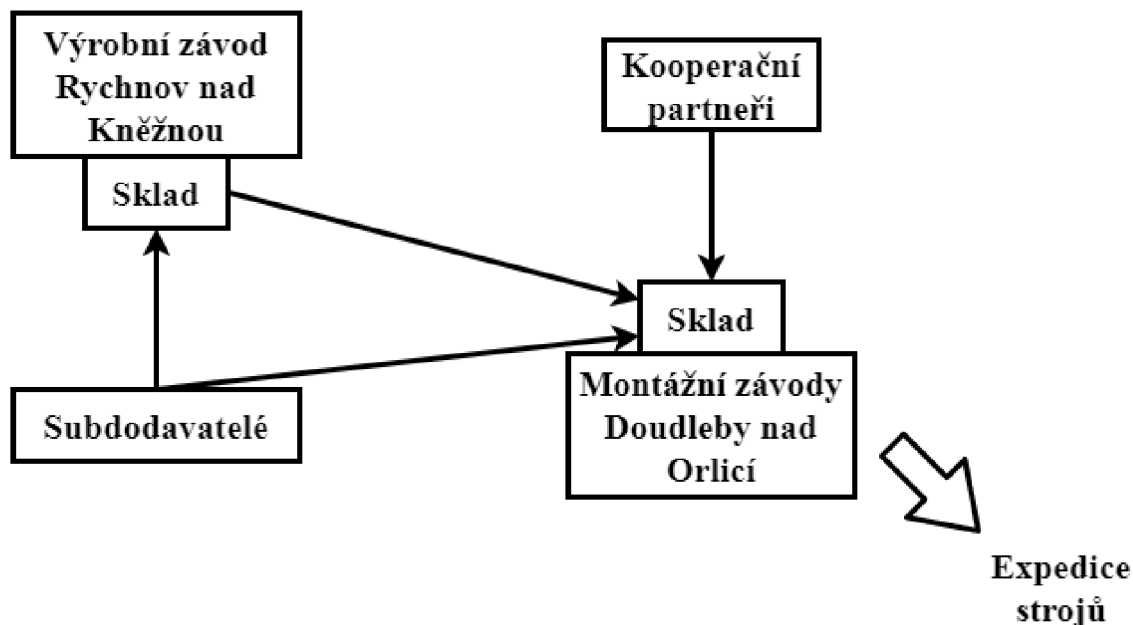 Výrobní závod
Rychnov nad
Kněžnou
Sklad
Kooperační
partneři
Sklad
Montážní závody
Doudleby nad
Orlicí
Subdodavatelé
Expedice
strojů